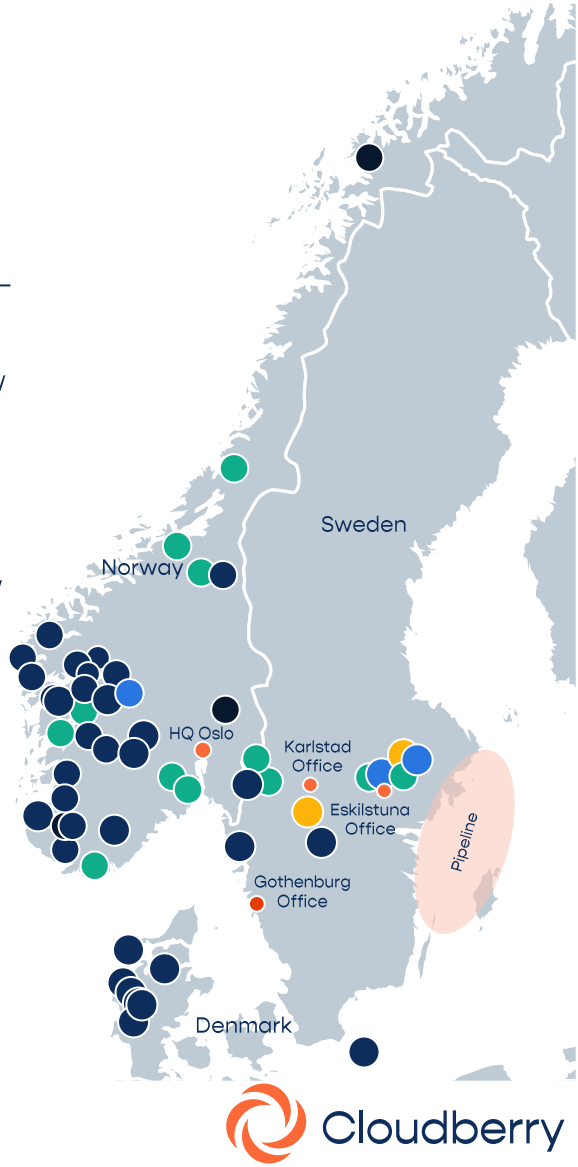 Sweden
Norway
HQ Oslo
Karlstad
Office
Eskilstuna
Office
Pipeline
Gothenburg
Office
Denmark
Cloudberry